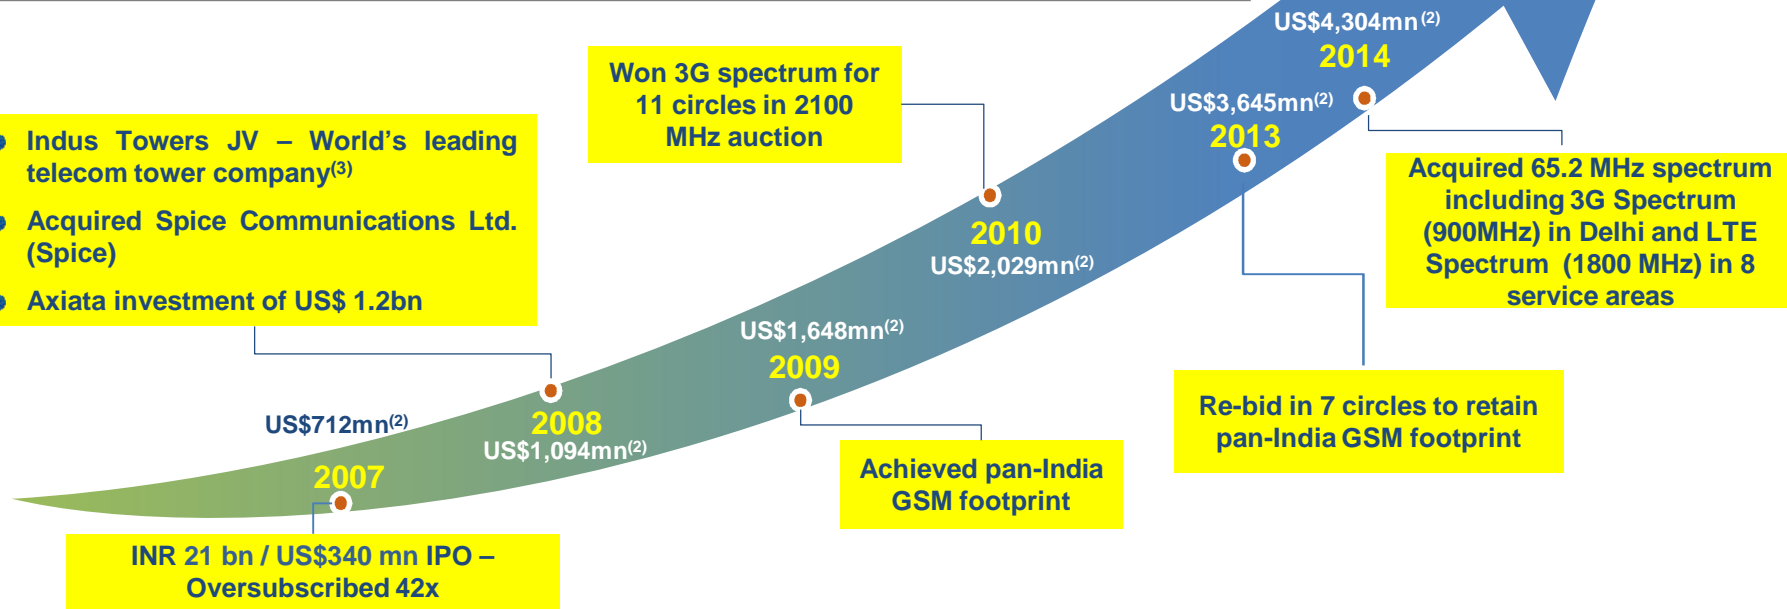 US$4,304mn(2)
2014
Won 3G spectrum for
11 circles in 2100
MHz auction
US$3,645mn(2)
2013
● Indus Towers JV – World's leading
telecom tower company(3)
● Acquired Spice Communications Ltd.
(Spice)
● Axiata investment of US$ 1.2bn
Acquired 65.2 MHz spectrum
including 3G Spectrum
(900MHz) in Delhi and LTE
Spectrum (1800 MHz) in 8
service areas
2010
US$2,029mn(2)
US$1,648mn(2)
2009
US$712mn(2)
2008
US$1,094mn(2)
Re-bid in 7 circles to retain
pan-India GSM footprint
2007
Achieved pan-India
GSM footprint
INR 21 bn / US$340 mn IPO –
Oversubscribed 42x